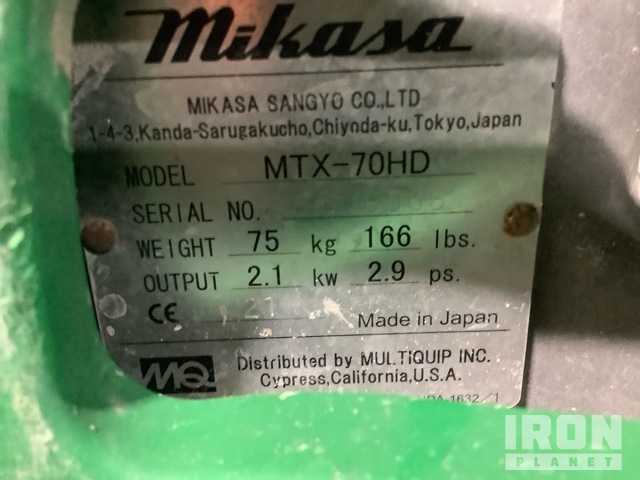 mikasa
MIKASA SANGYO CO.,LTD
1-4-3,Kanda-Sarugakucho,Chiyoda-ku,Tokyo,Japan
MODEL MTX-70HD
SERIAL NO.
WEIGHT 75 kg 166 lbs.
OUTPUT 2.1 kw 2.9 ps.
CE 21
Made in Japan
MQ Distributed by MULTIQUIP INC.
Cypress,California,U.S.A.
IRON
PLANET